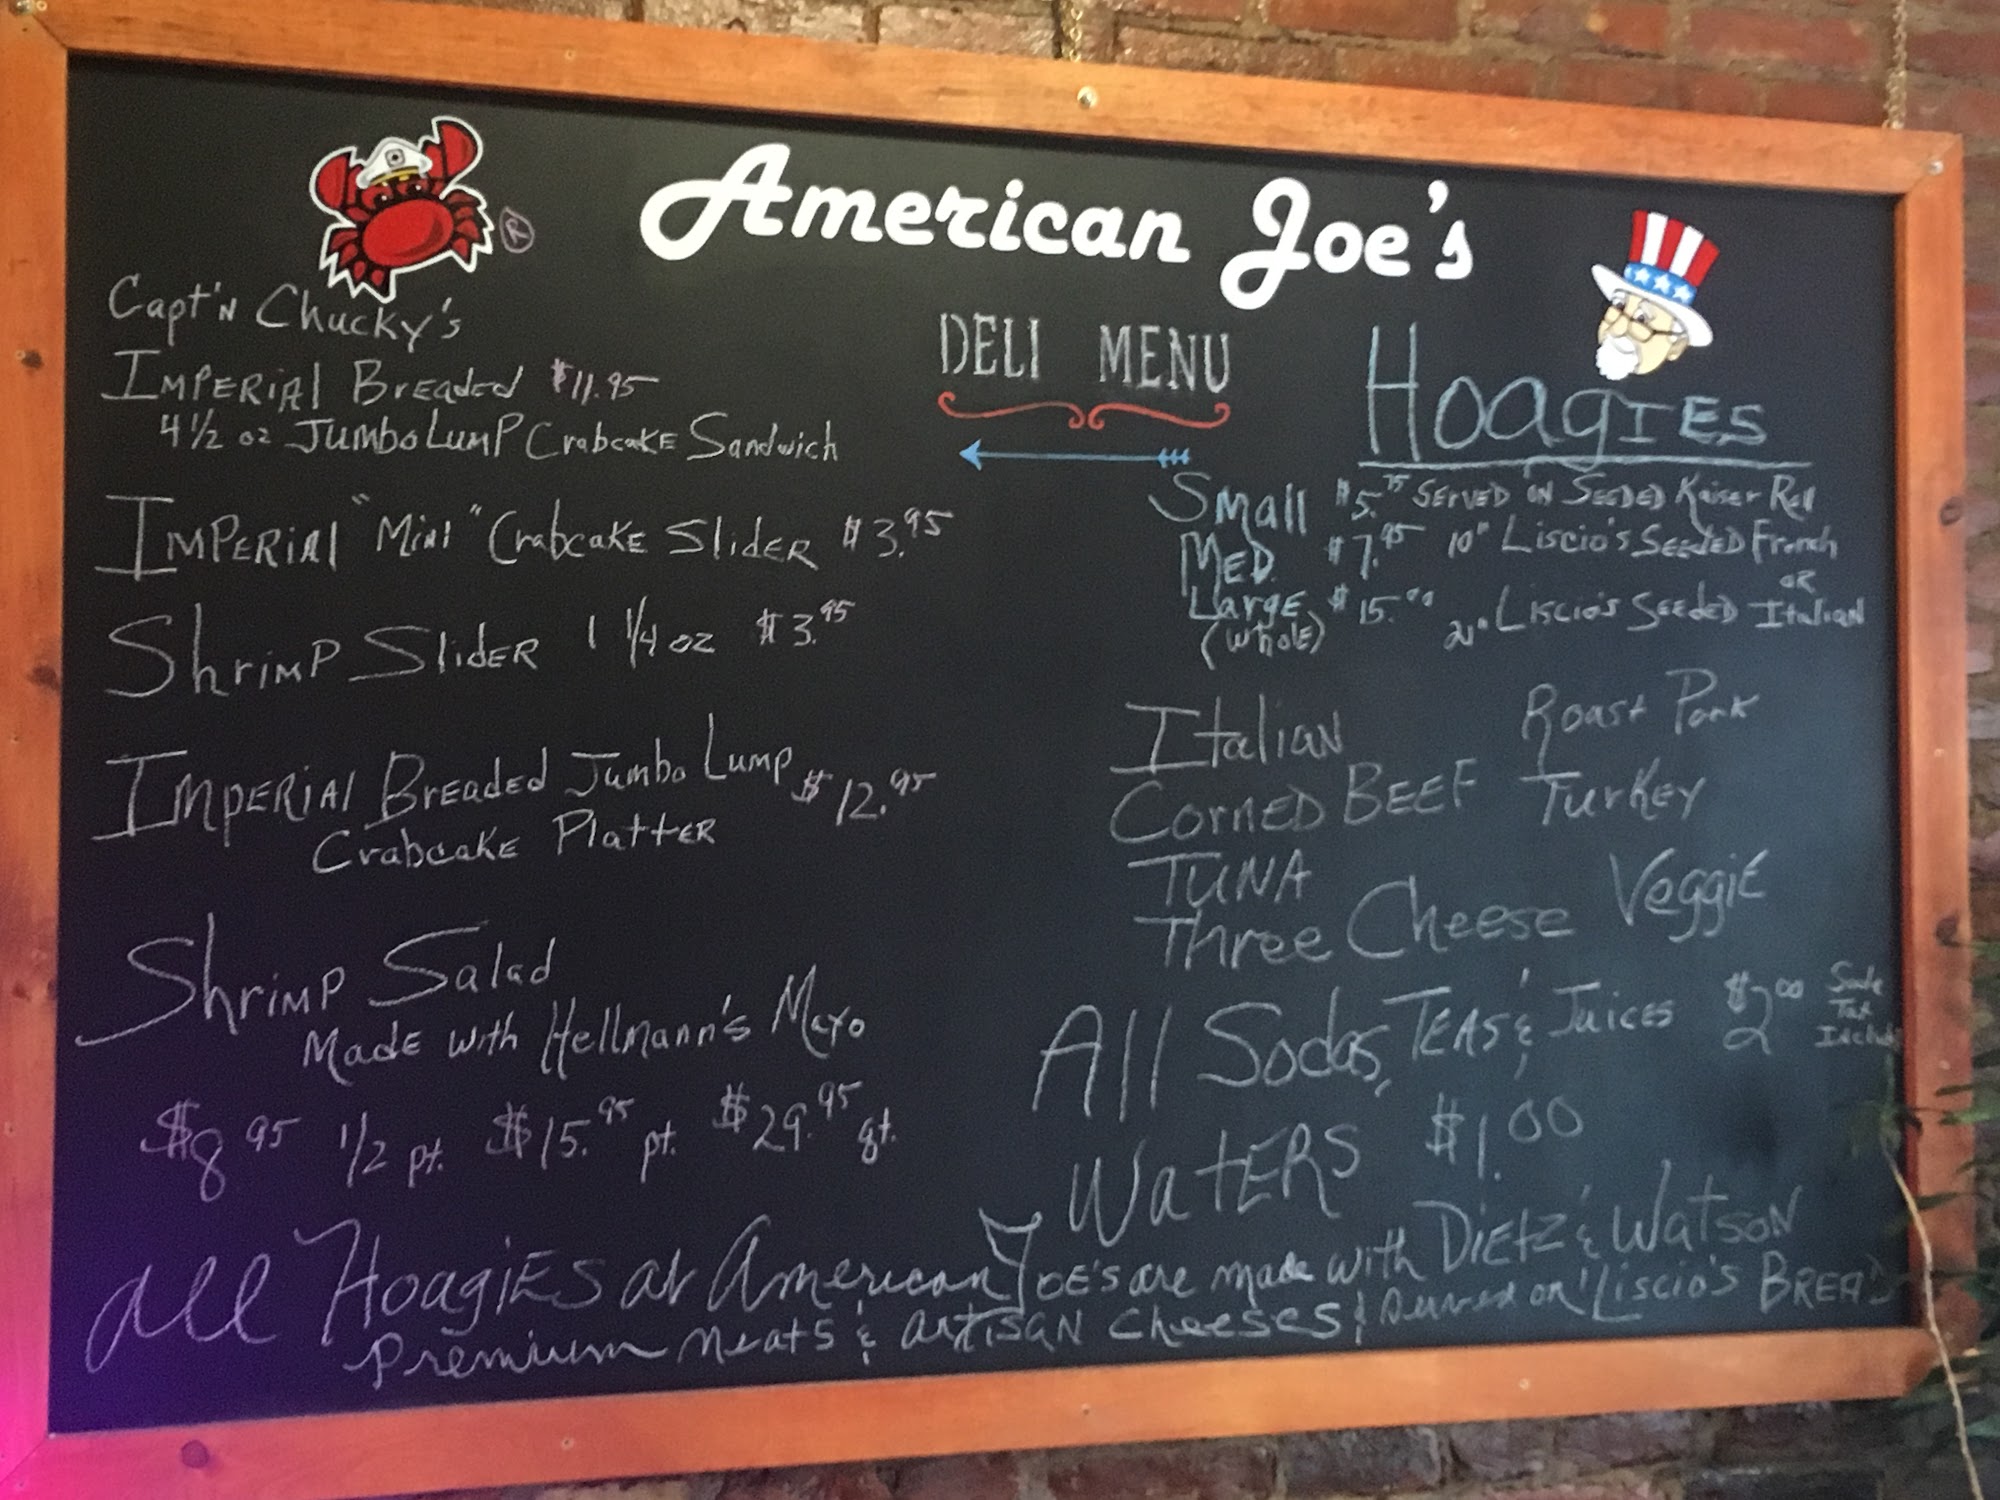 American Joe's
DELI MENU
Capt'n Chucky's
®
Imperial Breaded $11.95
4 1/2 oz Jumbo Lump Crabcake Sandwich
Imperial "Mini" Crabcake Slider $3.95
Shrimp Slider 1 1/4 oz $3.95
Imperial Breaded Jumbo Lump $12.95
Crabcake Platter
Shrimp Salad
Made with Hellmann's Mayo
$8.95 1/2 pt. $15.95 pt. $29.95 qt.
Hoagies
Small $5.75 Served on Seeded Kaiser Roll
Med. $7.95 10" Liscio's Seeded French
or
Large $15.00 Liscio's Seeded Italian
(Whole)
Italian Roast Pork
Corned Beef Turkey
Tuna
Three Cheese Veggie
All Sodas, Teas & Juices $2.00 Soda
Tax
Waters $1.00
All Hoagies at American Joe's are made with Dietz & Watson
premium meats & artisan cheeses & served on Liscio's Bread